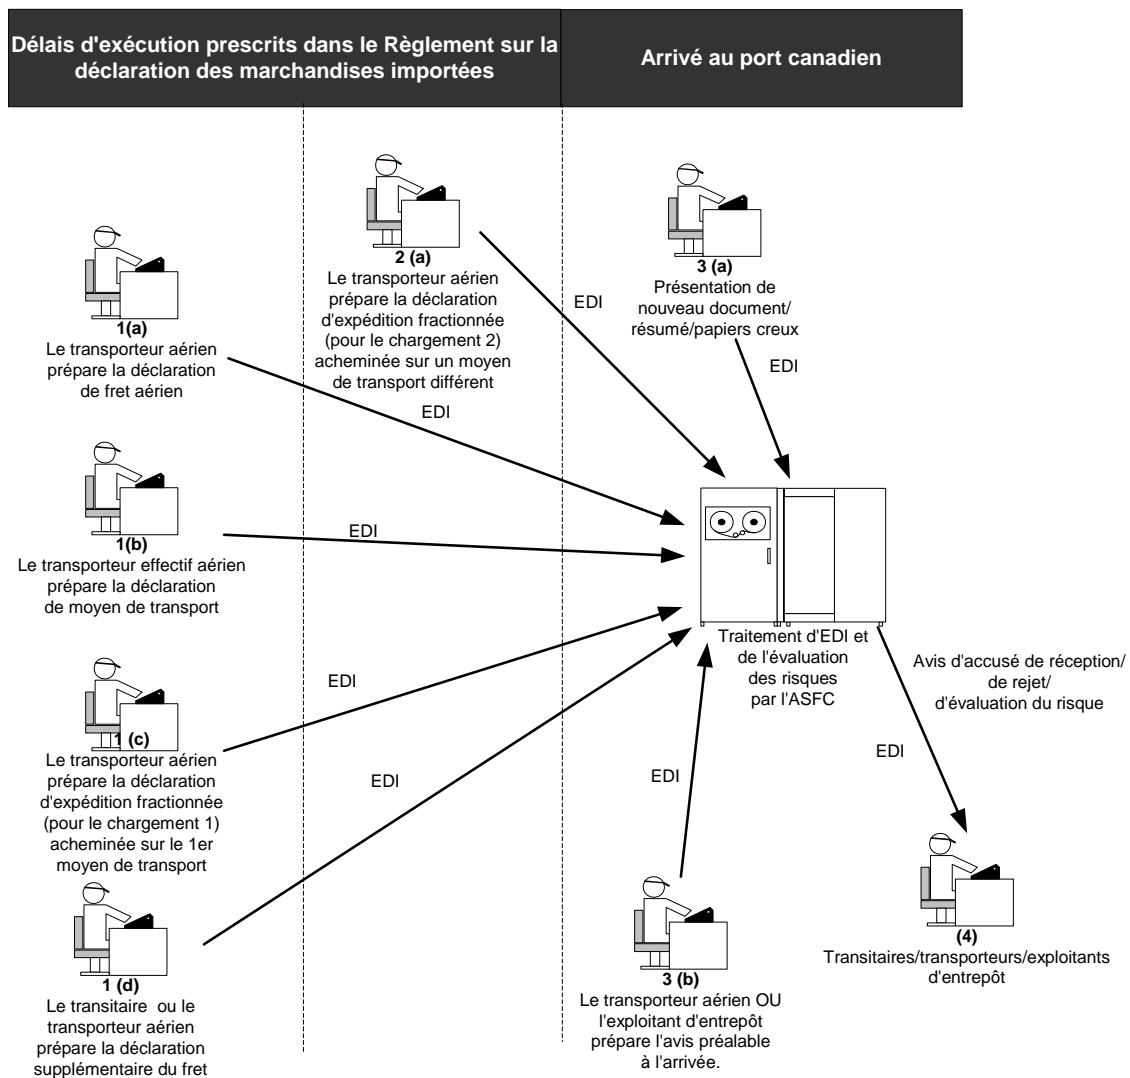 Délais d'exécution prescrits dans le Règlement sur la
déclaration des marchandises importées
Arrivé au port canadien
1(a)
Le transporteur aérien
prépare la déclaration
de fret aérien
EDI
1(b)
Le transporteur effectif aérien
prépare la déclaration
de moyen de transport
EDI
1 (c)
Le transporteur aérien
prépare la déclaration
d'expédition fractionnée
(pour le chargement 1)
acheminée sur le 1er
moyen de transport
EDI
1 (d)
Le transitaire ou le
transporteur aérien
prépare la déclaration
supplémentaire du fret
EDI
2 (a)
Le transporteur aérien
prépare la déclaration
d'expédition fractionnée
(pour le chargement 2)
acheminée sur un moyen
de transport différent
EDI
3 (a)
Présentation de
nouveau document/
résumé/papiers creux
EDI
Traitement d'EDI et
de l'évaluation
des risques
par l'ASFC
3 (b)
Le transporteur aérien OU
l'exploitant d'entrepôt
prépare l'avis préalable
à l'arrivée.
EDI
Avis d'accusé de réception/
de rejet/
d'évaluation du risque
EDI
(4)
Transitaires/transporteurs/exploitants
d'entrepôt